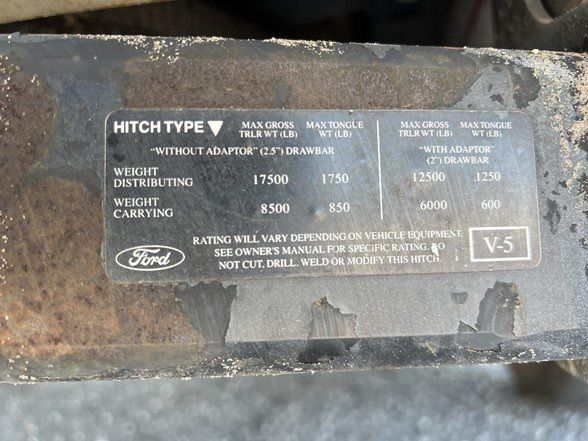 HITCH TYPE ▼ MAX GROSS TRLR WT (LB) MAX TONGUE WT (LB) MAX GROSS TRLR WT (LB) MAX TONGUE WT (LB)
"WITHOUT ADAPTOR" (2.5") DRAWBAR "WITH ADAPTOR" (2") DRAWBAR
WEIGHT DISTRIBUTING 17500 1750 12500 1250
WEIGHT CARRYING 8500 850 6000 600
RATING WILL VARY DEPENDING ON VEHICLE EQUIPMENT.
SEE OWNER'S MANUAL FOR SPECIFIC RATING. DO
NOT CUT. DRILL. WELD OR MODIFY THIS HITCH.
Ford
V-5